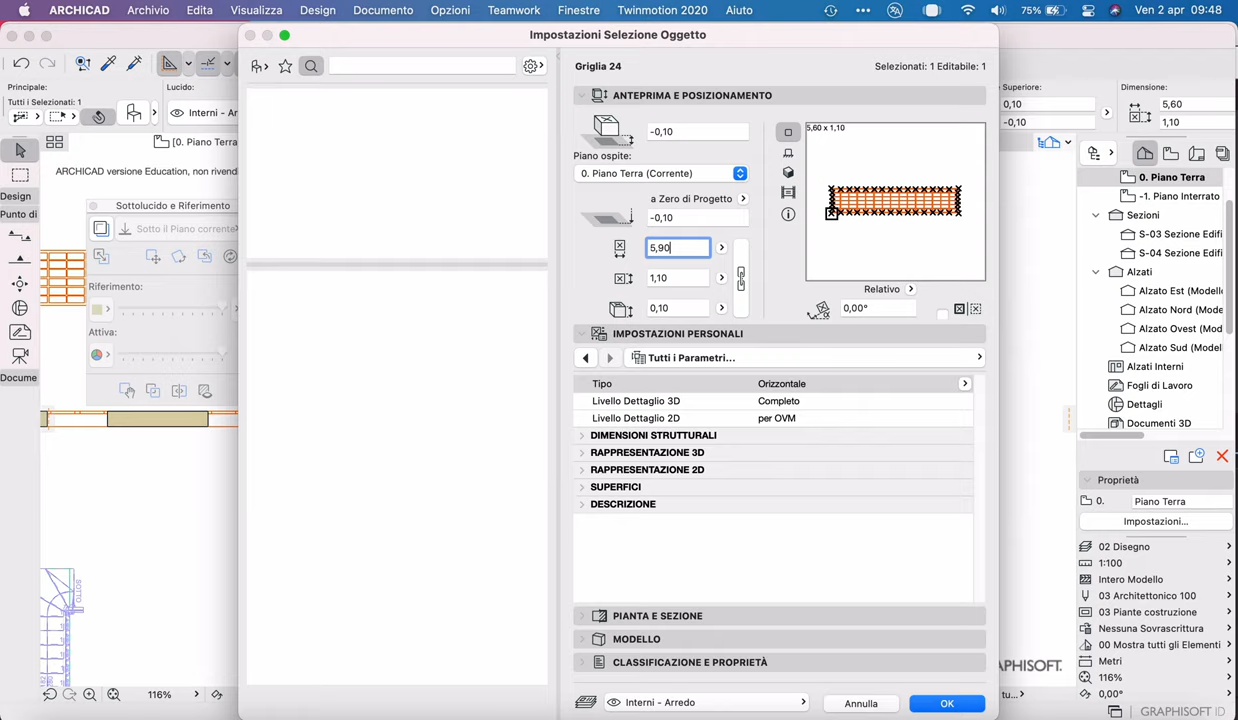 ARCHICAD Archivio Edita Visualizza Design Documento Opzioni Teamwork Finestre Twinmotion 2020 Aiuto 75% Ven 2 apr 09:48
Impostazioni Selezione Oggetto
Principale:
Tutti i Selezionati: 1
Lucido:
Interni - Ar
[0. Piano Terra
ARCHICAD versione Education, non rivendi
Design
Punto di
Docume
Sottolucido e Riferimento
Sotto il Piano corrente
Riferimento:
Attiva:
SOTTO
116%
Griglia 24
Selezionati: 1 Editabile: 1
ANTEPRIMA E POSIZIONAMENTO
-0,10
Piano ospite:
0. Piano Terra (Corrente)
a Zero di Progetto
-0,10
5,90
1,10
0,10
5,60 x 1,10
Relativo
0,00°
IMPOSTAZIONI PERSONALI
Tutti i Parametri...
Tipo Orizzontale
Livello Dettaglio 3D Completo
Livello Dettaglio 2D per OVM
DIMENSIONI STRUTTURALI
RAPPRESENTAZIONE 3D
RAPPRESENTAZIONE 2D
SUPERFICI
DESCRIZIONE
PIANTA E SEZIONE
MODELLO
CLASSIFICAZIONE E PROPRIETÀ
Interni - Arredo
Annulla
OK
Superiore:
0,10
-0,10
Dimensione:
5,60
1,10
0. Piano Terra
-1. Piano Interrato
Sezioni
S-03 Sezione Edifi
S-04 Sezione Edifi
Alzati
Alzato Est (Modell
Alzato Nord (Model
Alzato Ovest (Mod
Alzato Sud (Model
Alzati Interni
Fogli di Lavoro
Dettagli
Documenti 3D
Proprietà
0. Piano Terra
Impostazioni...
02 Disegno
1:100
Intero Modello
03 Architettonico 100
03 Piante costruzione
Nessuna Sovrascrittura
00 Mostra tutti gli Elementi
Metri
116%
0,00°
PHISOFT
tu...
GRAPHISOFT ID